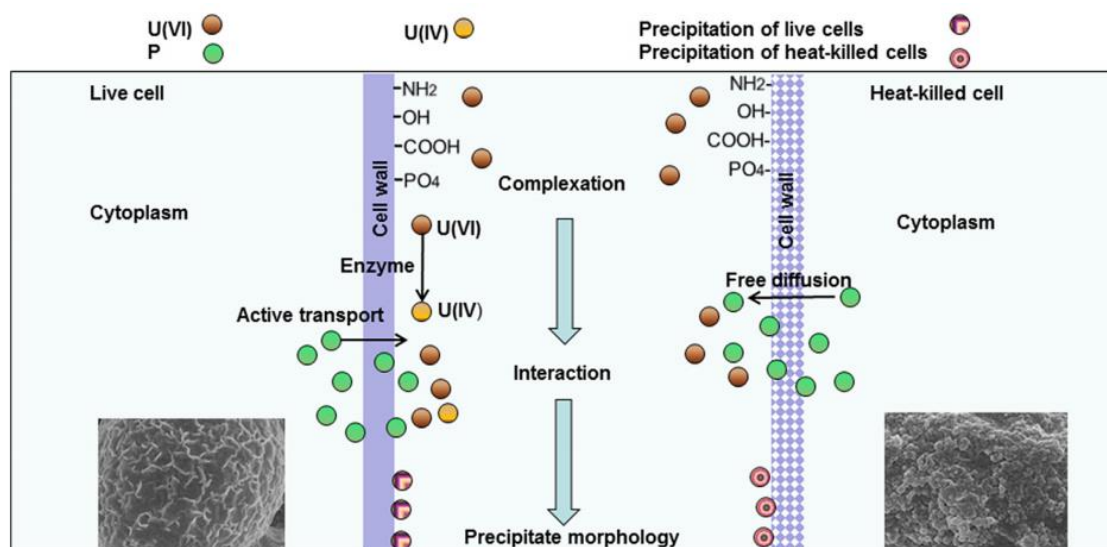 U(VI)
P
U(IV)
Precipitation of live cells
Precipitation of heat-killed cells
Live cell
NH2
OH
COOH
PO4
Cell wall
Cytoplasm
Complexation
U(VI)
Enzyme
U(IV)
Active transport
Interaction
Precipitate morphology
NH2
OH
COOH
PO4
Heat-killed cell
Cell wall
Cytoplasm
Free diffusion